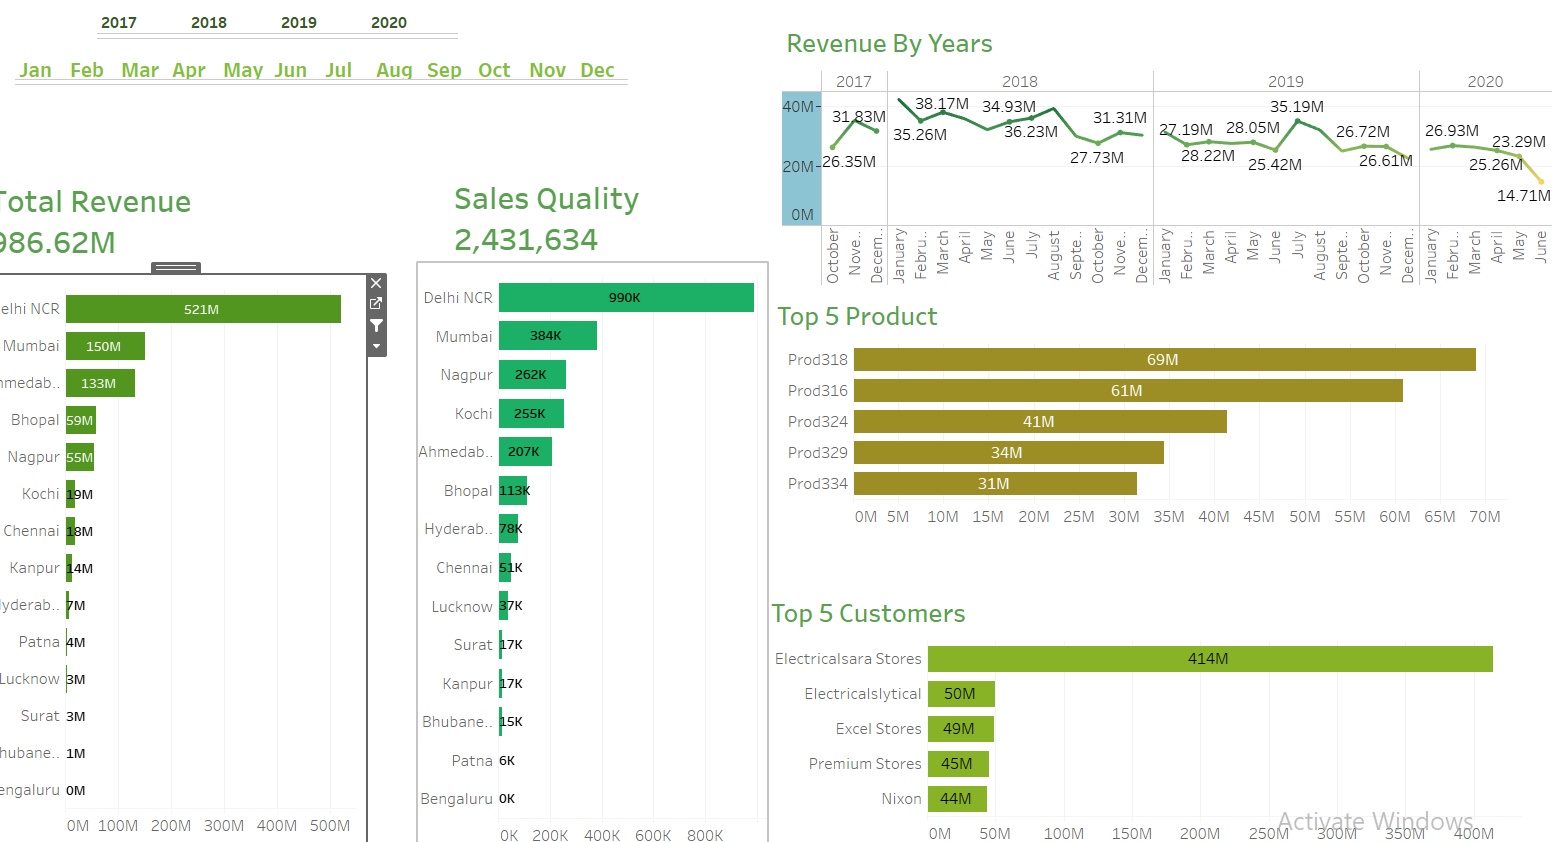 2017 2018 2019 2020
Jan Feb Mar Apr May Jun Jul Aug Sep Oct Nov Dec
Total Revenue
986.62M
elhi NCR 521M
Mumbai 150M
hmedab.. 133M
Bhopal 59M
Nagpur 55M
Kochi 19M
Chennai 18M
Kanpur 14M
yderab.. 7M
Patna 4M
Lucknow 3M
Surat 3M
hubane.. 1M
engaluru 0M
0M 100M 200M 300M 400M 500M
Sales Quality
2,431,634
Delhi NCR 990K
Mumbai 384K
Nagpur 262K
Kochi 255K
Ahmedab.. 207K
Bhopal 113K
Hyderab.. 78K
Chennai 51K
Lucknow 37K
Surat 17K
Kanpur 17K
Bhubane.. 15K
Patna 6K
Bengaluru 0K
0K 200K 400K 600K 800K
Revenue By Years
2017 2018 2019 2020
40M
20M
0M
26.35M 31.83M 35.26M 38.17M 34.93M 36.23M 27.73M 31.31M 27.19M 28.22M 28.05M 25.42M 35.19M 26.72M 26.61M 26.93M 25.26M 23.29M 14.71M
October Nove.. Decem.. January Febru.. March April May June July August Septe.. October Nove.. Decem.. January Febru.. March April May June July August Septe.. October Nove.. Decem.. January Febru.. March April May June
Top 5 Product
Prod318 69M
Prod316 61M
Prod324 41M
Prod329 34M
Prod334 31M
0M 5M 10M 15M 20M 25M 30M 35M 40M 45M 50M 55M 60M 65M 70M
Top 5 Customers
Electricalsara Stores 414M
Electricalslytical 50M
Excel Stores 49M
Premium Stores 45M
Nixon 44M
0M 50M 100M 150M 200M 250M 300M 350M 400M
Activate Windows